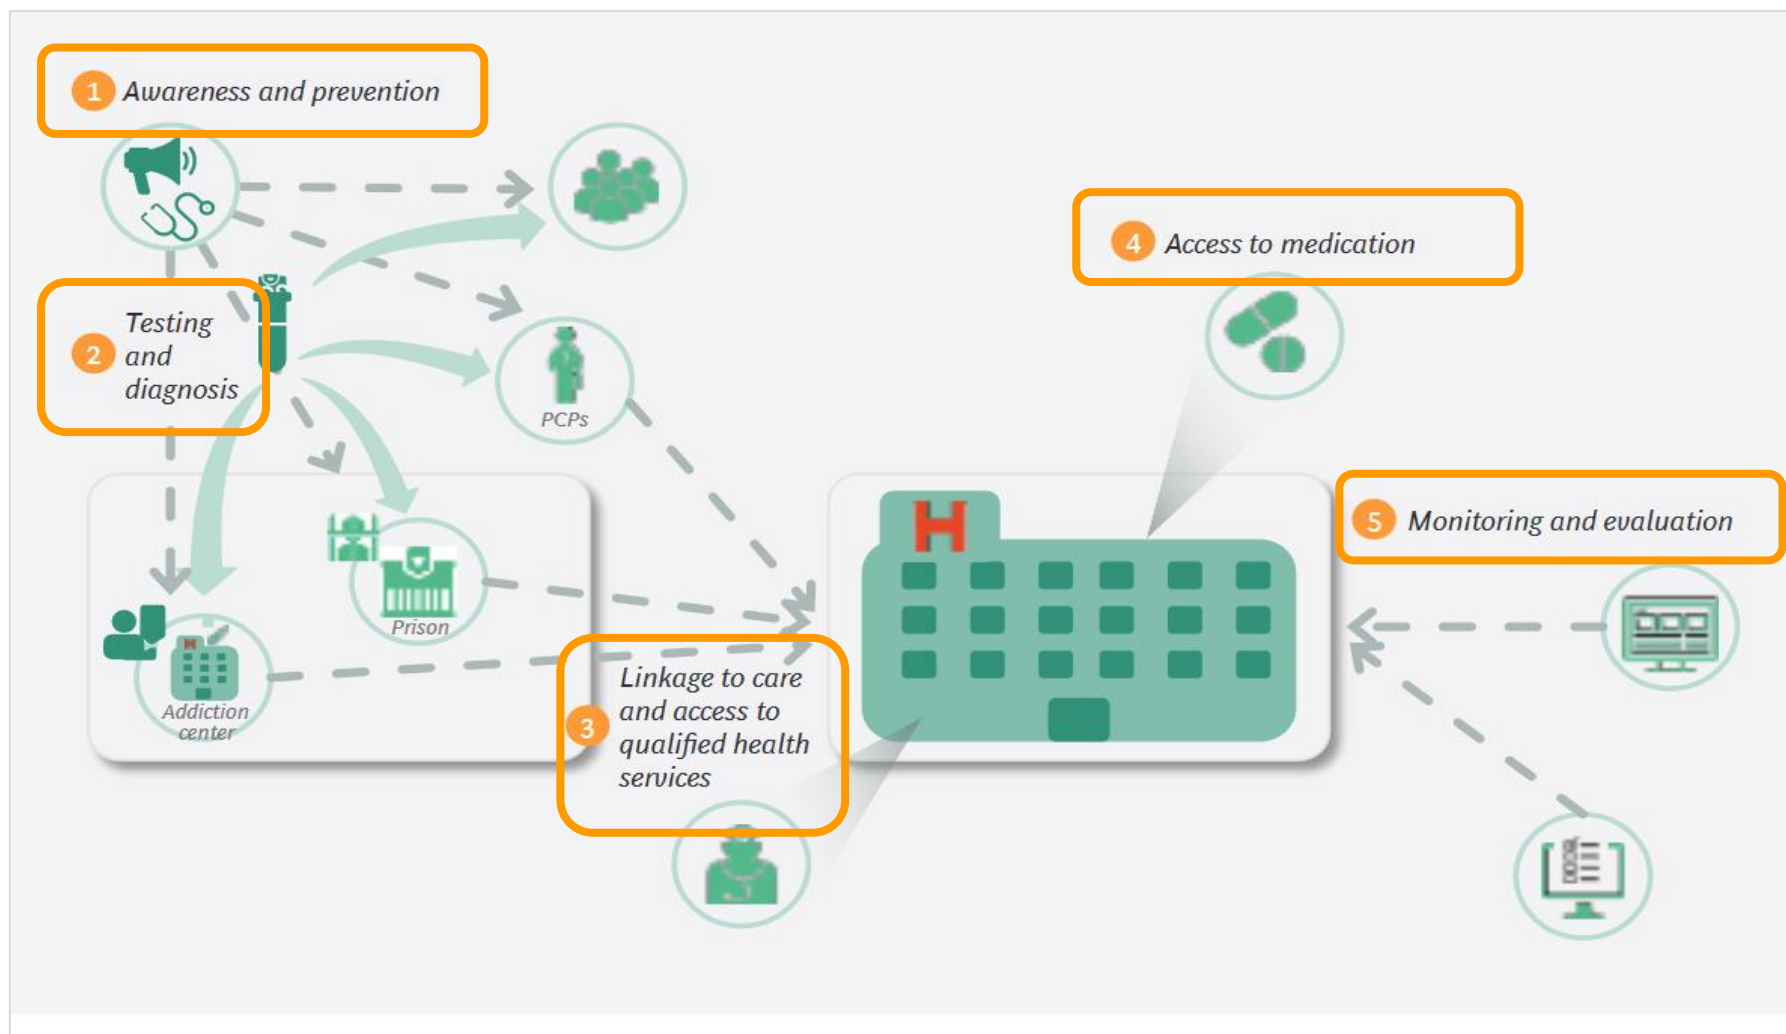 1 Awareness and prevention
2 Testing
and
diagnosis
PCPs
4 Access to medication
H
5 Monitoring and evaluation
Prison
H
Addiction
center
3 Linkage to care
and access to
qualified health
services